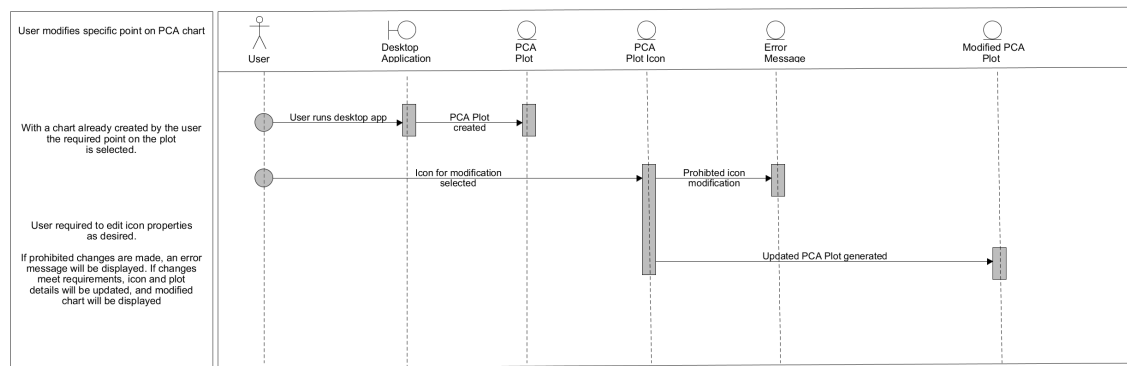 User modifies specific point on PCA chart
User
Desktop
Application
PCA
Plot
PCA
Plot Icon
Error
Message
Modified PCA
Plot
With a chart already created by the user
the required point on the plot
is selected.
User runs desktop app
PCA Plot
created
Icon for modification
selected
Prohibted icon
modification
User required to edit icon properties
as desired.
If prohibited changes are made, an error
message will be displayed. If changes
meet requirements, icon and plot
details will be updated, and modified
chart will be displayed
Updated PCA Plot generated